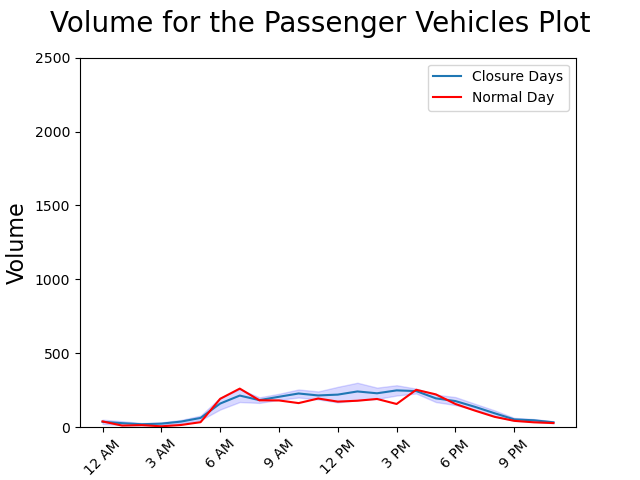 Volume for the Passenger Vehicles Plot
2500
2000
1500
1000
500
0
Volume
Closure Days
Normal Day
12 AM
3 AM
6 AM
9 AM
12 PM
3 PM
6 PM
9 PM